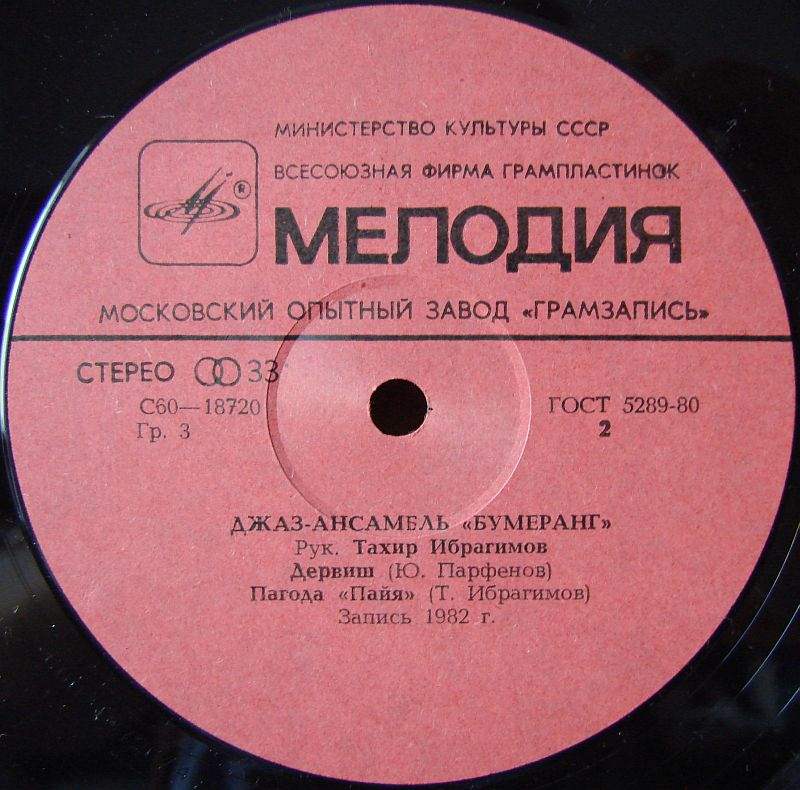 МИНИСТЕРСТВО КУЛЬТУРЫ СССР
ВСЕСОЮЗНАЯ ФИРМА ГРАМПЛАСТИНОК
®
МЕЛОДИЯ
МОСКОВСКИЙ ОПЫТНЫЙ ЗАВОД «ГРАМЗАПИСЬ»
СТЕРЕО 33
С60—18720 ГОСТ 5289-80
Гр. 3 2
ДЖАЗ-АНСАМБЛЬ «БУМЕРАНГ»
Рук. Тахир Ибрагимов
Дервиш (Ю. Парфенов)
Пагода «Пайя» (Т. Ибрагимов)
Запись 1982 г.